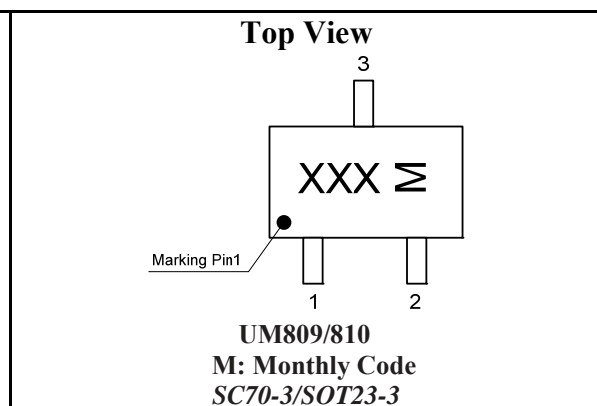 Top View
3
XXX M
Marking Pin1
1 2
UM809/810
M: Monthly Code
SC70-3/SOT23-3